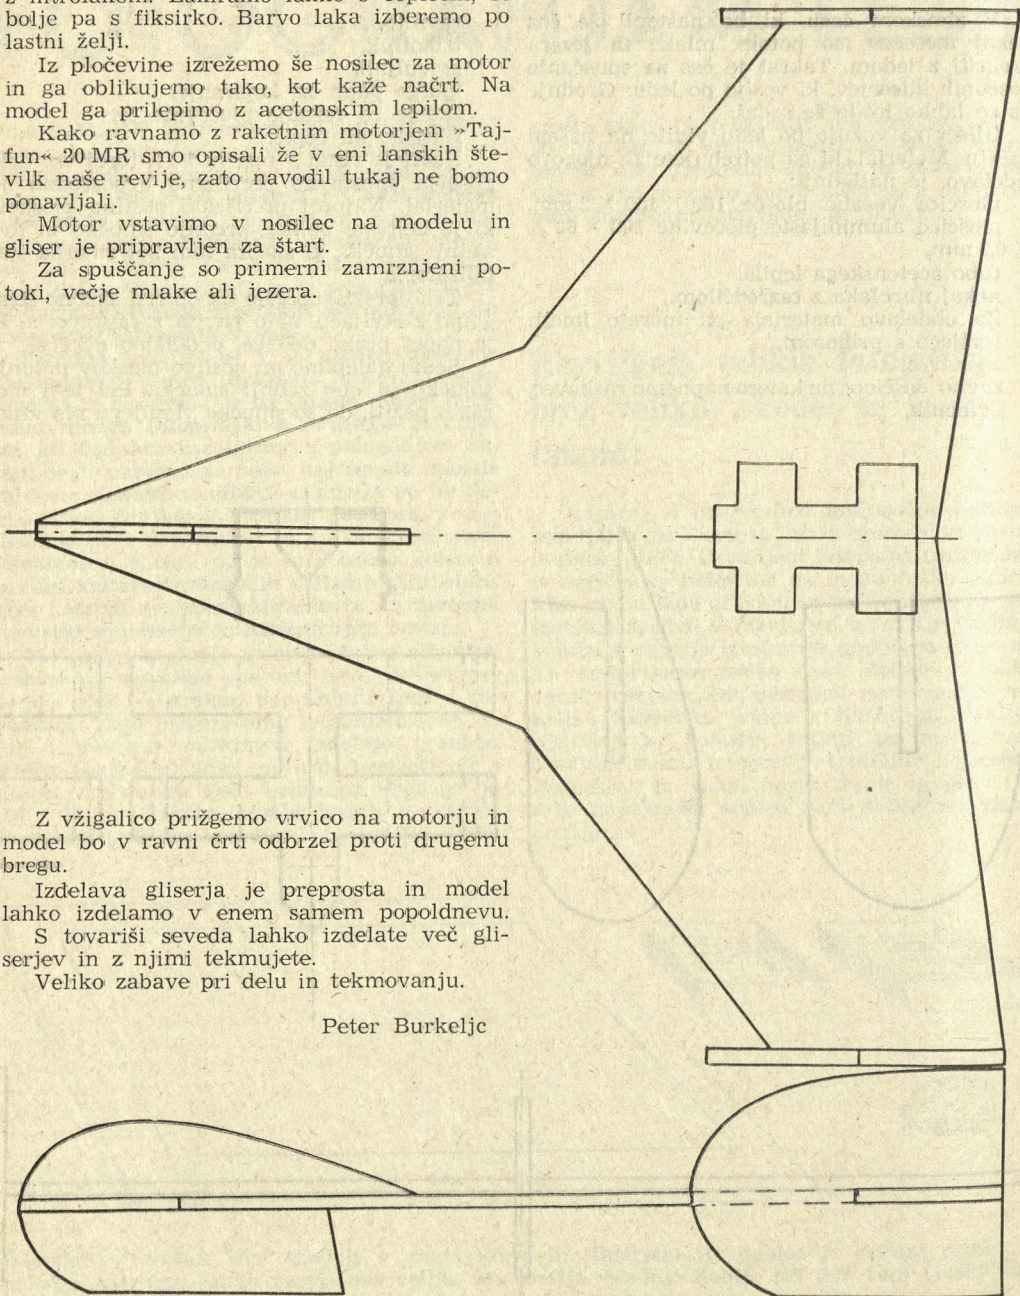 bolje pa s fiksirko. Barvo laka izberemo po
lastni želji.
Iz pločevine izrežemo še nosilec za motor
in ga oblikujemo tako, kot kaže načrt. Na
model ga prilepimo z acetonskim lepilom.
Kako ravnamo z raketnim motorjem »Taj-
fun« 20 MR smo opisali že v eni lanskih šte-
vilk naše revije, zato navodil tukaj ne bomo
ponavljali.
Motor vstavimo v nosilec na modelu in
gliser je pripravljen za štart.
Za spuščanje so primerni zamrznjeni po-
toki, večje mlake ali jezera.
Z vžigalico prižgemo vrvico na motorju in
model bo v ravni črti odbrzel proti drugemu
bregu.
Izdelava gliserja je preprosta in model
lahko izdelamo v enem samem popoldnevu.
S tovariši seveda lahko izdelate več gli-
serjev in z njimi tekmujete.
Veliko zabave pri delu in tekmovanju.
Peter Burkeljc